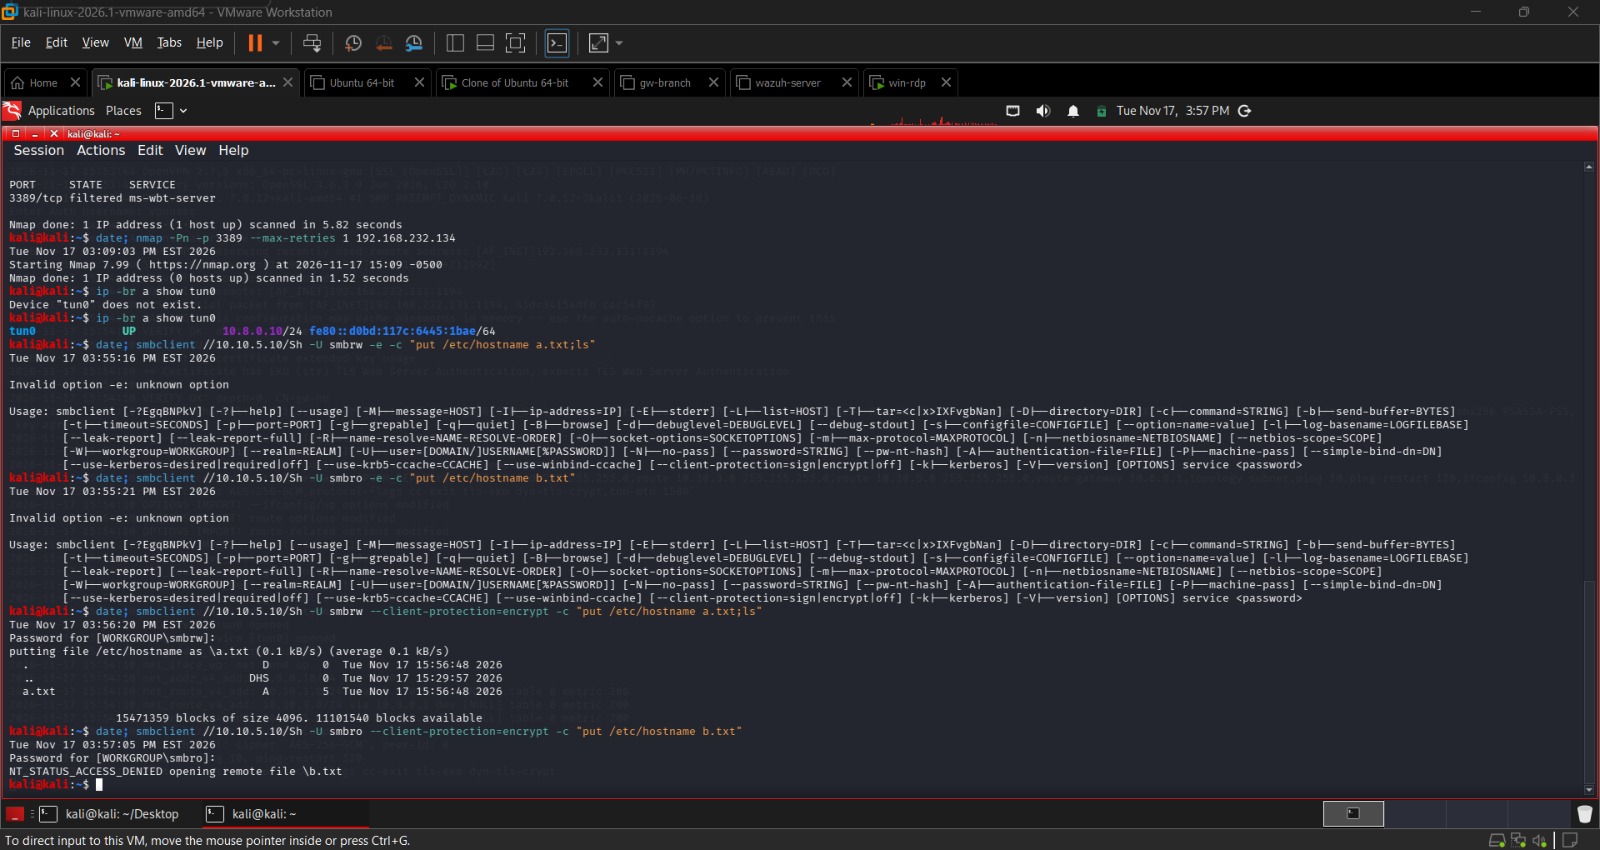 kali-linux-2026.1-vmware-amd64 - VMware Workstation
File Edit View VM Tabs Help
Home kali-linux-2026.1-vmware-a... Ubuntu 64-bit Clone of Ubuntu 64-bit gw-branch wazuh-server win-rdp
Applications Places Tue Nov 17, 3:57 PM
kali@kali: ~
Session Actions Edit View Help
PORT STATE SERVICE
3389/tcp filtered ms-wbt-server
Nmap done: 1 IP address (1 host up) scanned in 5.82 seconds
kali@kali:~$ date; nmap -Pn -p 3389 --max-retries 1 192.168.232.134
Tue Nov 17 03:09:03 PM EST 2026
Starting Nmap 7.99 ( https://nmap.org ) at 2026-11-17 15:09 -0500
Nmap done: 1 IP address (0 hosts up) scanned in 1.52 seconds
kali@kali:~$ ip -br a show tun0
Device "tun0" does not exist.
kali@kali:~$ ip -br a show tun0
tun0 UP 10.8.0.10/24 fe80::d0bd:117c:6445:1bae/64
kali@kali:~$ date; smbclient //10.10.5.10/Sh -U smbrw -e -c "put /etc/hostname a.txt;ls"
Tue Nov 17 03:55:16 PM EST 2026
Invalid option -e: unknown option
Usage: smbclient [-?EgqBNPkV] [-?|--help] [--usage] [-M|--message=HOST] [-I|--ip-address=IP] [-E|--stderr] [-L|--list=HOST] [-T|--tar=<c|x>IXFvgbNan] [-D|--directory=DIR] [-c|--command=STRING] [-b|--send-buffer=BYTES]
[-t|--timeout=SECONDS] [-p|--port=PORT] [-g|--grepable] [-q|--quiet] [-B|--browse] [-d|--debuglevel=DEBUGLEVEL] [--debug-stdout] [-s|--configfile=CONFIGFILE] [--option=name=value] [-l|--log-basename=LOGFILEBASE]
[--leak-report] [--leak-report-full] [-R|--name-resolve=NAME-RESOLVE-ORDER] [-O|--socket-options=SOCKETOPTIONS] [-m|--max-protocol=MAXPROTOCOL] [-n|--netbiosname=NETBIOSNAME] [--netbios-scope=SCOPE]
[-W|--workgroup=WORKGROUP] [--realm=REALM] [-U|--user=[DOMAIN/]USERNAME[%PASSWORD]] [-N|--no-pass] [--password=STRING] [--pw-nt-hash] [-A|--authentication-file=FILE] [-P|--machine-pass] [--simple-bind-dn=DN]
[--use-kerberos=desired|required|off] [--use-krb5-ccache=CCACHE] [--use-winbind-ccache] [--client-protection=sign|encrypt|off] [-k|--kerberos] [-V|--version] [OPTIONS] service <password>
kali@kali:~$ date; smbclient //10.10.5.10/Sh -U smbro -e -c "put /etc/hostname b.txt"
Tue Nov 17 03:55:21 PM EST 2026
Invalid option -e: unknown option
Usage: smbclient [-?EgqBNPkV] [-?|--help] [--usage] [-M|--message=HOST] [-I|--ip-address=IP] [-E|--stderr] [-L|--list=HOST] [-T|--tar=<c|x>IXFvgbNan] [-D|--directory=DIR] [-c|--command=STRING] [-b|--send-buffer=BYTES]
[-t|--timeout=SECONDS] [-p|--port=PORT] [-g|--grepable] [-q|--quiet] [-B|--browse] [-d|--debuglevel=DEBUGLEVEL] [--debug-stdout] [-s|--configfile=CONFIGFILE] [--option=name=value] [-l|--log-basename=LOGFILEBASE]
[--leak-report] [--leak-report-full] [-R|--name-resolve=NAME-RESOLVE-ORDER] [-O|--socket-options=SOCKETOPTIONS] [-m|--max-protocol=MAXPROTOCOL] [-n|--netbiosname=NETBIOSNAME] [--netbios-scope=SCOPE]
[-W|--workgroup=WORKGROUP] [--realm=REALM] [-U|--user=[DOMAIN/]USERNAME[%PASSWORD]] [-N|--no-pass] [--password=STRING] [--pw-nt-hash] [-A|--authentication-file=FILE] [-P|--machine-pass] [--simple-bind-dn=DN]
[--use-kerberos=desired|required|off] [--use-krb5-ccache=CCACHE] [--use-winbind-ccache] [--client-protection=sign|encrypt|off] [-k|--kerberos] [-V|--version] [OPTIONS] service <password>
kali@kali:~$ date; smbclient //10.10.5.10/Sh -U smbrw --client-protection=encrypt -c "put /etc/hostname a.txt;ls"
Tue Nov 17 03:56:20 PM EST 2026
Password for [WORKGROUP\smbrw]:
putting file /etc/hostname as \a.txt (0.1 kB/s) (average 0.1 kB/s)
. D 0 Tue Nov 17 15:56:48 2026
.. DHS 0 Tue Nov 17 15:29:57 2026
a.txt A 5 Tue Nov 17 15:56:48 2026
15471359 blocks of size 4096. 11101540 blocks available
kali@kali:~$ date; smbclient //10.10.5.10/Sh -U smbro --client-protection=encrypt -c "put /etc/hostname b.txt"
Tue Nov 17 03:57:05 PM EST 2026
Password for [WORKGROUP\smbro]:
NT_STATUS_ACCESS_DENIED opening remote file \b.txt
kali@kali:~$
kali@kali: ~/Desktop kali@kali: ~
To direct input to this VM, move the mouse pointer inside or press Ctrl+G.